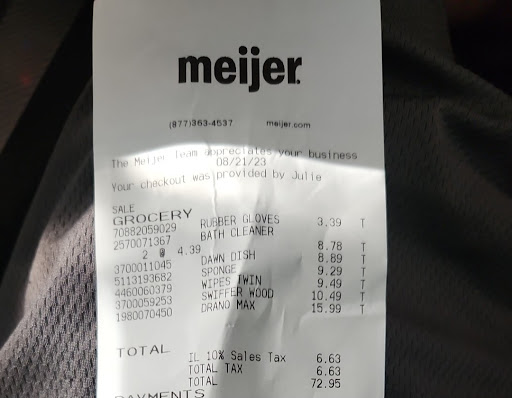 meijer
(877)363-4537 meijer.com
The Meijer Team appreciates your business
08/21/23
Your checkout was provided by Julie
SALE
GROCERY
70882059029 RUBBER GLOVES 3.39 T
2570071367 BATH CLEANER
2 @ 4.39 8.78 T
3700011045 DAWN DISH 8.89 T
5113193682 SPONGE 9.29 T
4460060379 WIPES TWIN 9.49 T
3700059253 SWIFFER WOOD 10.49 T
1980070450 DRANO MAX 15.99 T
TOTAL
IL 10% Sales Tax 6.63
TOTAL TAX 6.63
TOTAL 72.95
PAYMENTS